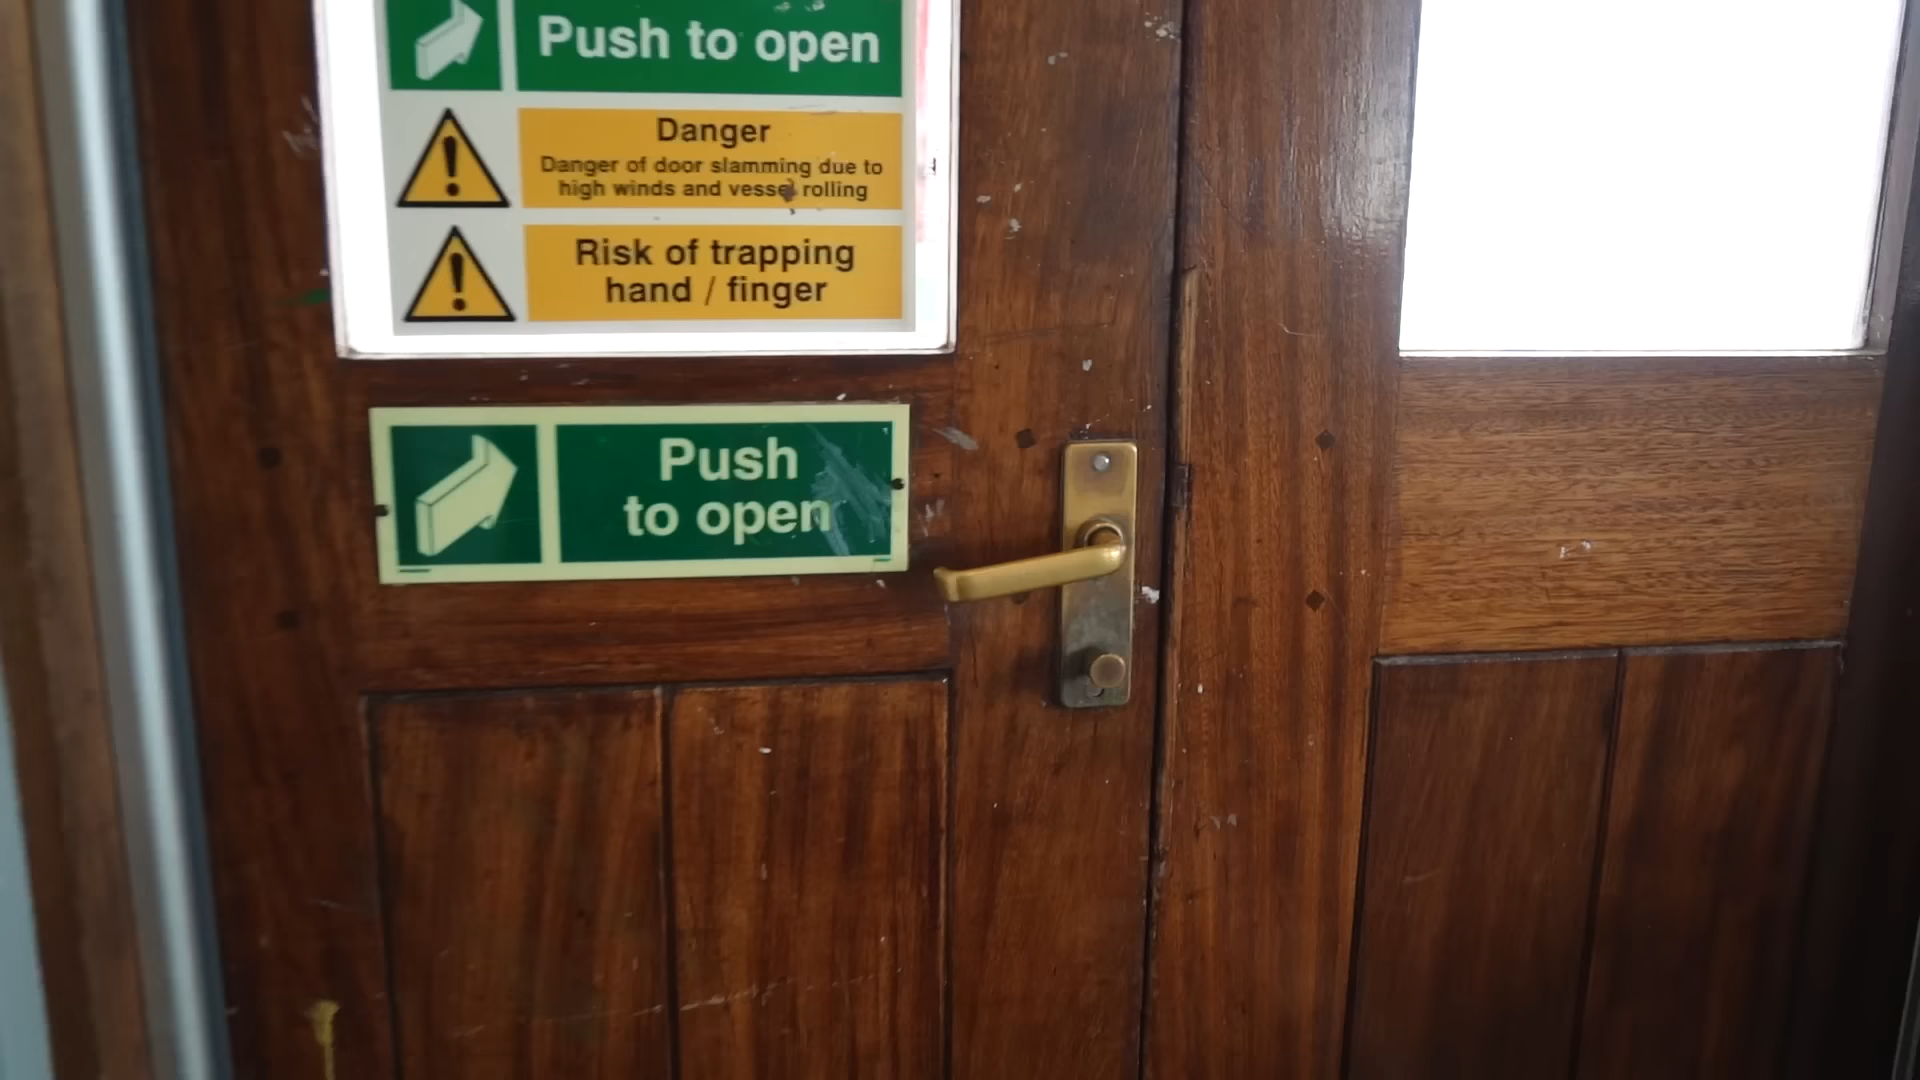 Push to open
Danger
Danger of door slamming due to
high winds and vessel rolling
Risk of trapping
hand / finger
Push
to open